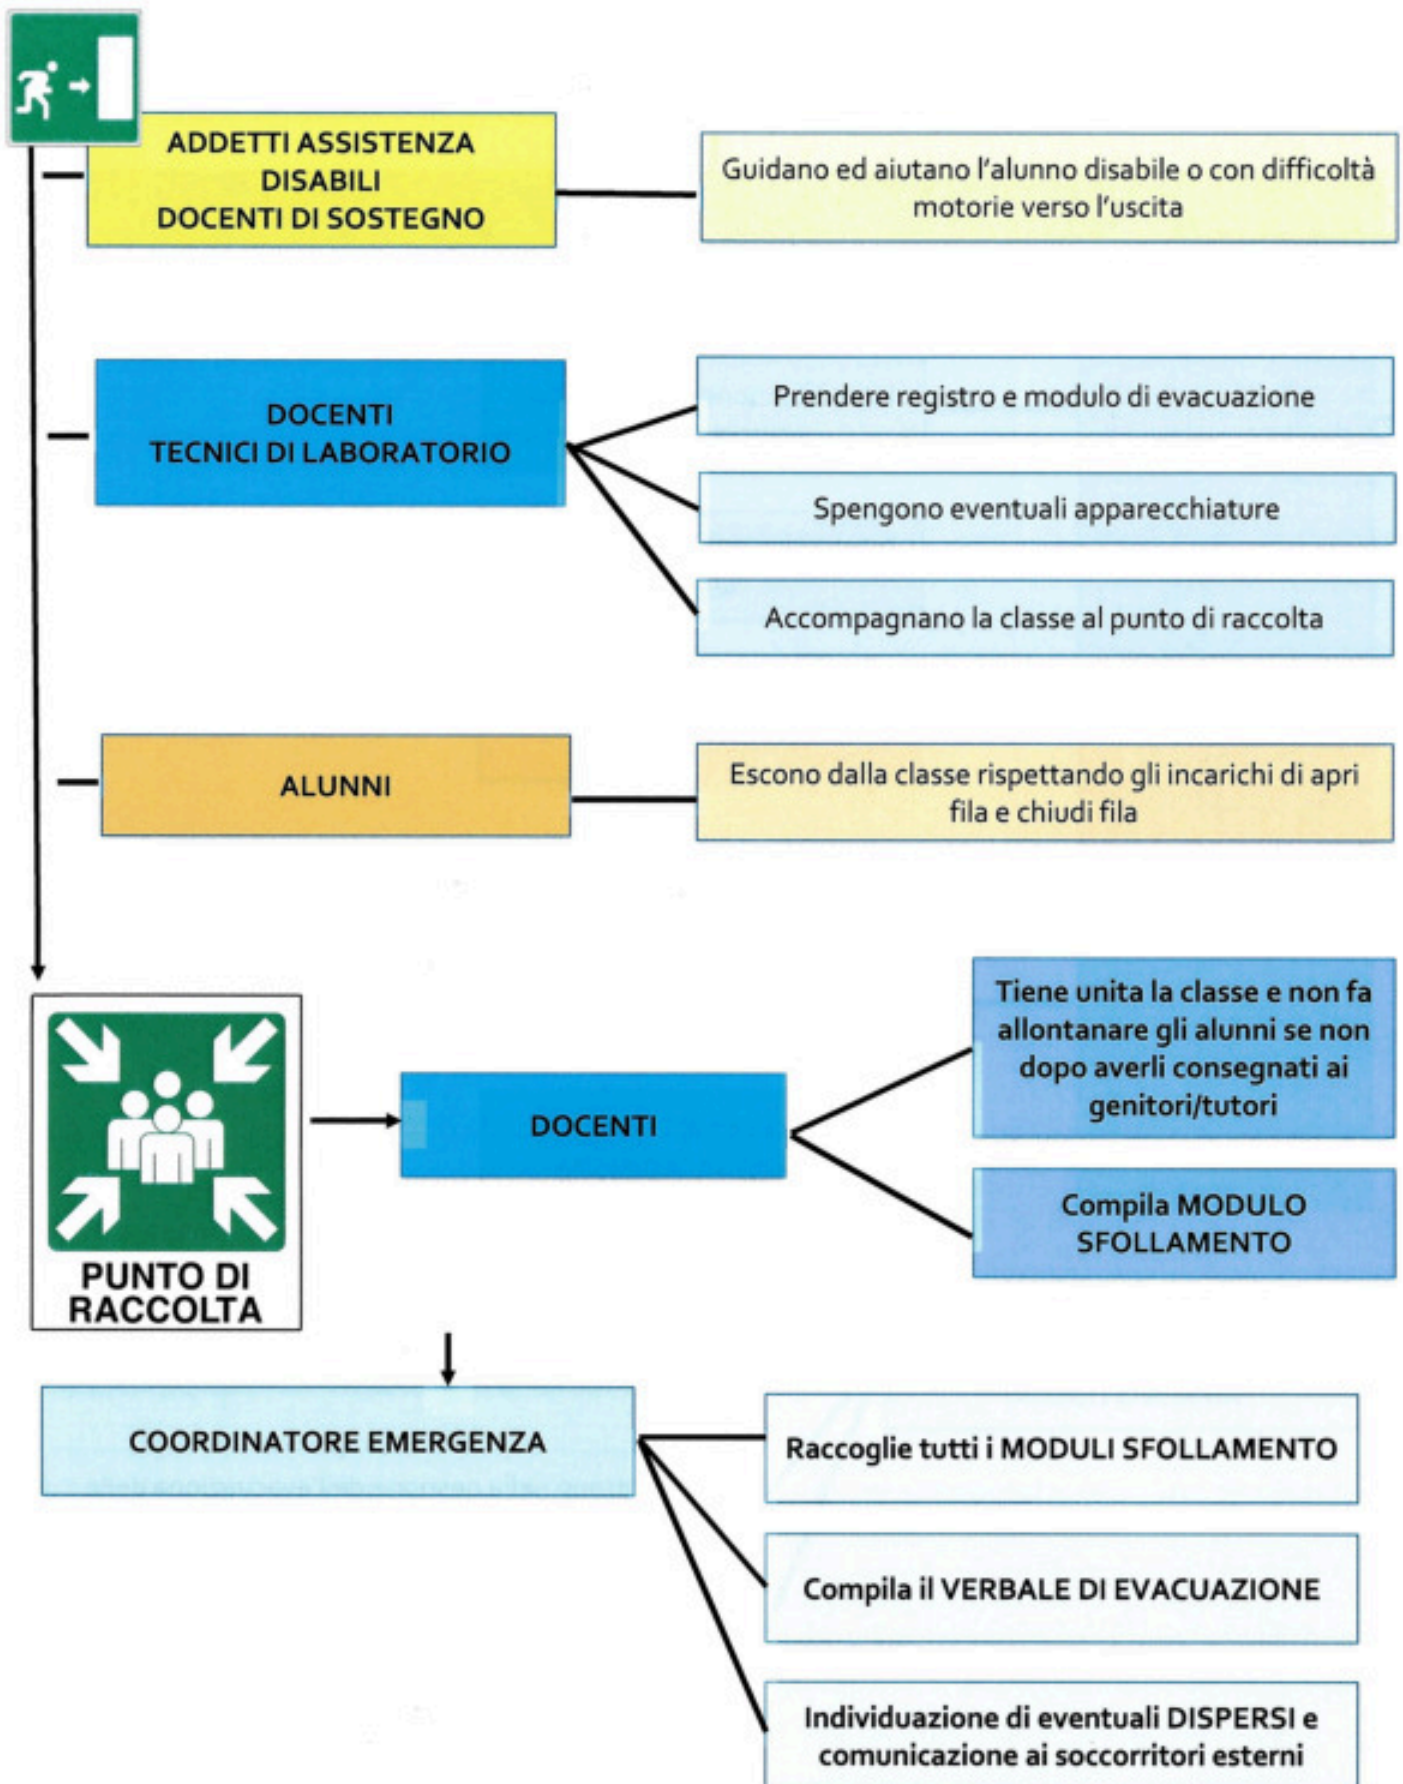 ADDETTI ASSISTENZA
DISABILI
DOCENTI DI SOSTEGNO
Guidano ed aiutano l'alunno disabile o con difficoltà
motorie verso l'uscita
DOCENTI
TECNICI DI LABORATORIO
Prendere registro e modulo di evacuazione
Spengono eventuali apparecchiature
Accompagnano la classe al punto di raccolta
ALUNNI
Escono dalla classe rispettando gli incarichi di apri
fila e chiudi fila
PUNTO DI
RACCOLTA
DOCENTI
Tiene unita la classe e non fa
allontanare gli alunni se non
dopo averli consegnati ai
genitori/tutori
Compila MODULO
SFOLLAMENTO
COORDINATORE EMERGENZA
Raccoglie tutti i MODULI SFOLLAMENTO
Compila il VERBALE DI EVACUAZIONE
Individuazione di eventuali DISPERSI e
comunicazione ai soccorritori esterni